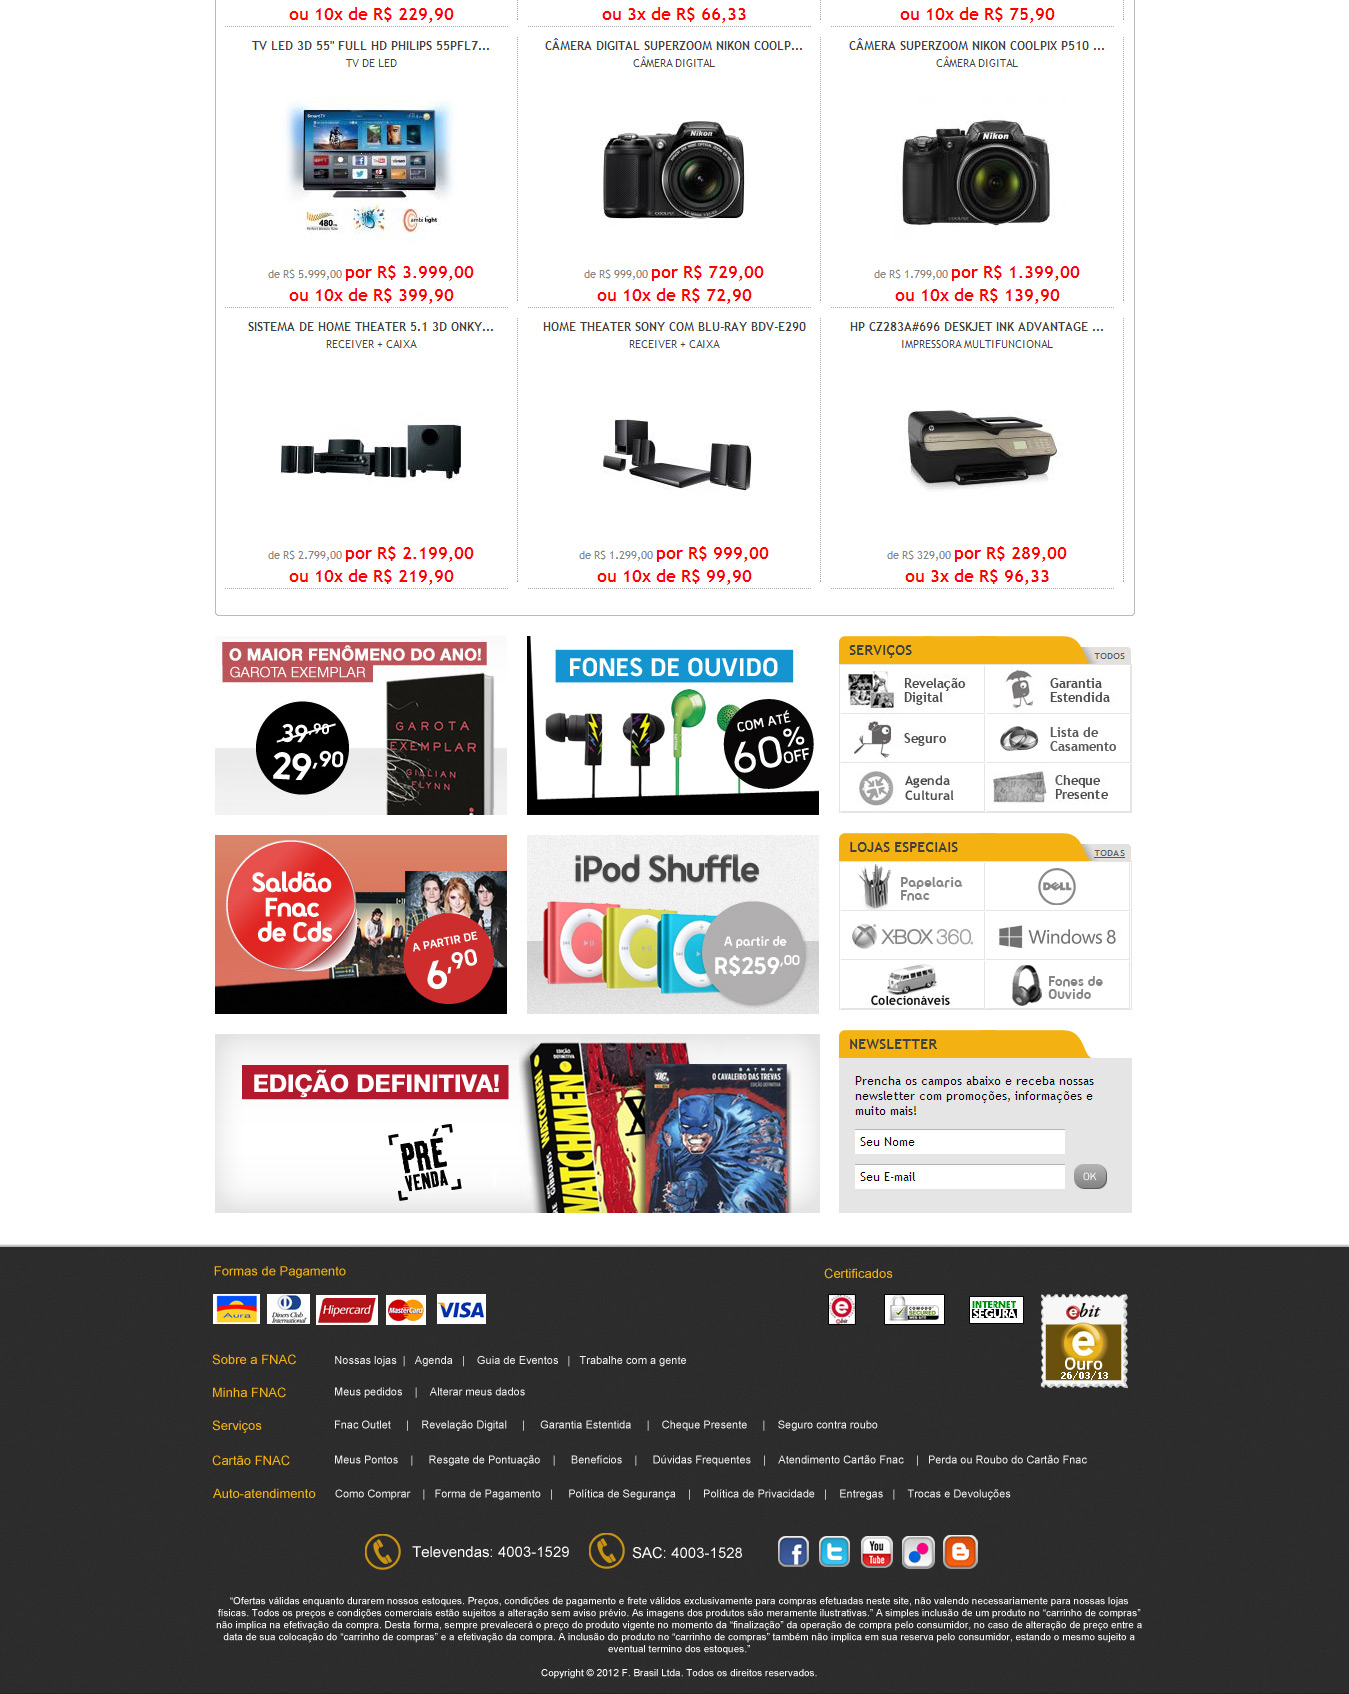 ou 10x de R$ 229,90
ou 3x de R$ 66,33
ou 10x de R$ 75,90
TV LED 3D 55" FULL HD PHILIPS 55PFL7...
TV DE LED
CÂMERA DIGITAL SUPERZOOM NIKON COOLP...
CÂMERA DIGITAL
CÂMERA SUPERZOOM NIKON COOLPIX P510 ...
CÂMERA DIGITAL
SmartTV
480
ambi light
Nikon
COOLPIX
Nikon
COOLPIX
de R$ 5.999,00 por R$ 3.999,00
ou 10x de R$ 399,90
de R$ 999,00 por R$ 729,00
ou 10x de R$ 72,90
de R$ 1.799,00 por R$ 1.399,00
ou 10x de R$ 139,90
SISTEMA DE HOME THEATER 5.1 3D ONKY...
RECEIVER + CAIXA
HOME THEATER SONY COM BLU-RAY BDV-E290
RECEIVER + CAIXA
HP CZ283A#696 DESKJET INK ADVANTAGE ...
IMPRESSORA MULTIFUNCIONAL
de R$ 2.799,00 por R$ 2.199,00
ou 10x de R$ 219,90
de R$ 1.299,00 por R$ 999,00
ou 10x de R$ 99,90
de R$ 329,00 por R$ 289,00
ou 3x de R$ 96,33
O MAIOR FENÔMENO DO ANO!
GAROTA EXEMPLAR
39,90
29,90
GAROTA
EXEMPLAR
GILLIAN
FLYNN
FONES DE OUVIDO
COM ATÉ
60%
OFF
SERVIÇOS
TODOS
Revelação
Digital
Garantia
Estendida
Seguro
Lista de
Casamento
Agenda
Cultural
Cheque
Presente
Saldão
Fnac
de Cds
A PARTIR DE
6,90
iPod Shuffle
A partir de
R$259,00
LOJAS ESPECIAIS
TODAS
Papelaria
Fnac
DELL
XBOX 360.
Windows 8
Colecionáveis
Fones de
Ouvido
EDIÇÃO DEFINITIVA!
PRÉ
VENDA
EDIÇÃO DEFINITIVA
WATCHMEN
WATCHMEN
BATMAN
O CAVALEIRO DAS TREVAS
EDIÇÃO DEFINITIVA
NEWSLETTER
Prencha os campos abaixo e receba nossas
newsletter com promoções, informações e
muito mais!
Seu Nome
Seu E-mail
OK
Formas de Pagamento
Certificados
Aura
Diners Club
International
Hipercard
MasterCard
VISA
e
bit
COMODO
SECURED
INTERNET
SEGURA
ebit
e
Ouro
26/03/13
Sobre a FNAC
Nossas lojas | Agenda | Guia de Eventos | Trabalhe com a gente
Minha FNAC
Meus pedidos | Alterar meus dados
Serviços
Fnac Outlet | Revelação Digital | Garantia Estentida | Cheque Presente | Seguro contra roubo
Cartão FNAC
Meus Pontos | Resgate de Pontuação | Benefícios | Dúvidas Frequentes | Atendimento Cartão Fnac | Perda ou Roubo do Cartão Fnac
Auto-atendimento
Como Comprar | Forma de Pagamento | Política de Segurança | Política de Privacidade | Entregas | Trocas e Devoluções
Televendas: 4003-1529
SAC: 4003-1528
You
Tube
“Ofertas válidas enquanto durarem nossos estoques. Preços, condições de pagamento e frete válidos exclusivamente para compras efetuadas neste site, não valendo necessariamente para nossas lojas
físicas. Todos os preços e condições comerciais estão sujeitos a alteração sem aviso prévio. As imagens dos produtos são meramente ilustrativas.” A simples inclusão de um produto no “carrinho de compras”
não implica na efetivação da compra. Desta forma, sempre prevalecerá o preço do produto vigente no momento da “finalização” da operação de compra pelo consumidor, no caso de alteração de preço entre a
data de sua colocação do “carrinho de compras” e a efetivação da compra. A inclusão do produto no “carrinho de compras” também não implica em sua reserva pelo consumidor, estando o mesmo sujeito a
eventual termino dos estoques.”
Copyright © 2012 F. Brasil Ltda. Todos os direitos reservados.